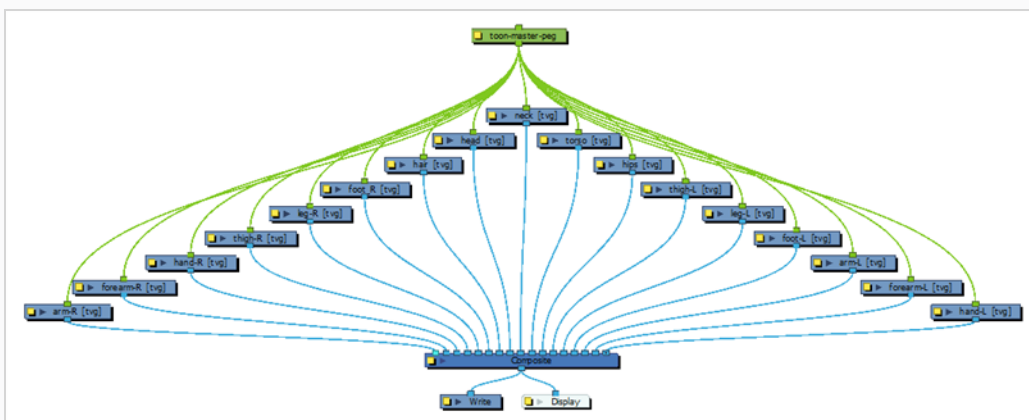 toon-master-peg
neck [tvg]
head [tvg]
torso [tvg]
hair [tvg]
hips [tvg]
foot_R [tvg]
thigh-L [tvg]
leg-R [tvg]
leg-L [tvg]
thigh-R [tvg]
foot-L [tvg]
hand-R [tvg]
arm-L [tvg]
forearm-R [tvg]
forearm-L [tvg]
arm-R [tvg]
hand-L [tvg]
Composite
Write
Display